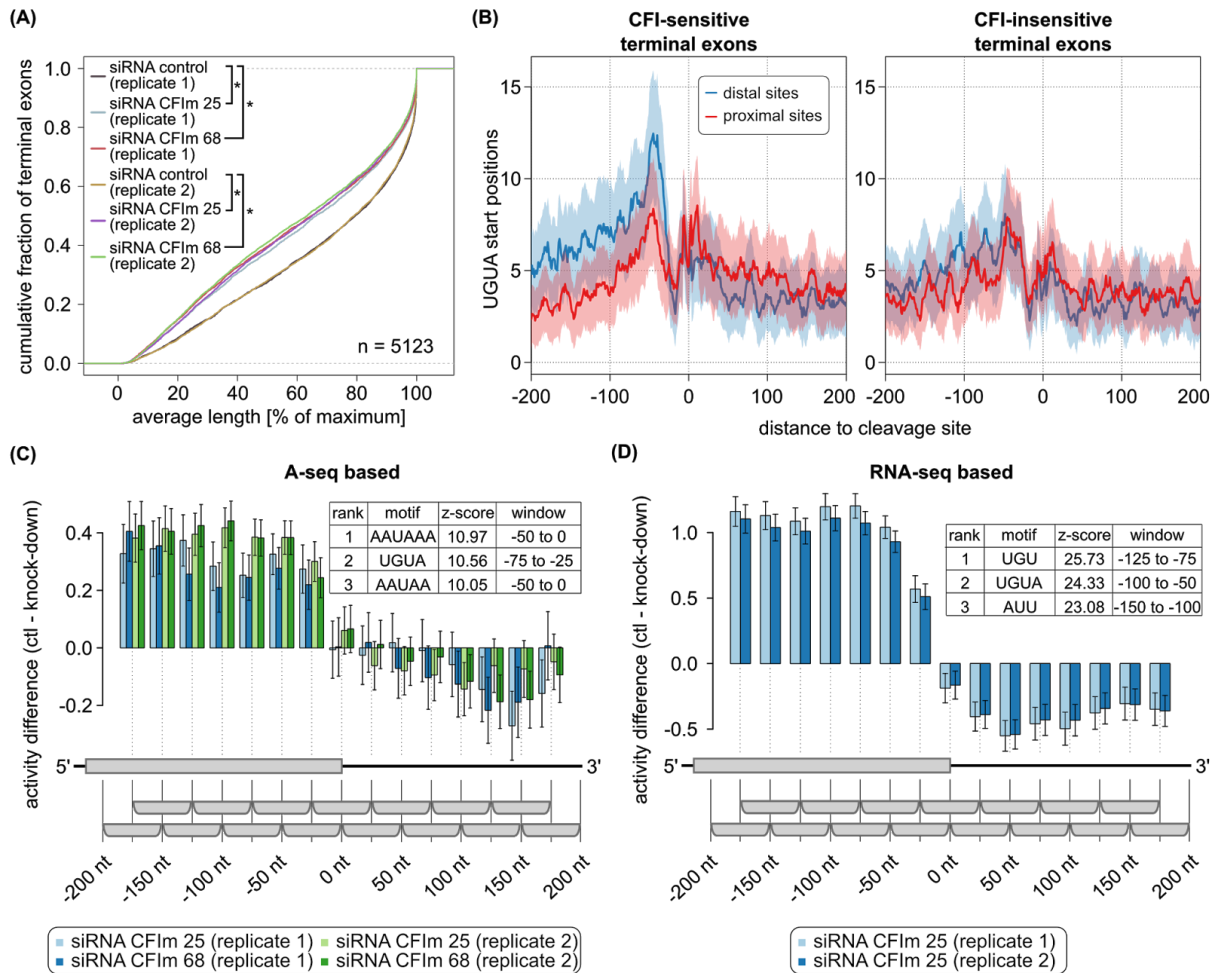 (A)
siRNA control
(replicate 1)
siRNA CFIm 25
(replicate 1)
siRNA CFIm 68
(replicate 1)
siRNA control
(replicate 2)
siRNA CFIm 25
(replicate 2)
siRNA CFIm 68
(replicate 2)
*
*
*
*
n = 5123
cumulative fraction of terminal exons
1.0
0.8
0.6
0.4
0.2
0.0
0 20 40 60 80 100
average length [% of maximum]
(B)
CFI-sensitive
terminal exons
CFI-insensitive
terminal exons
distal sites
proximal sites
UGUA start positions
15
10
5
0
-200 -100 0 100 200
15
10
5
0
-200 -100 0 100 200
distance to cleavage site
(C)
A-seq based
rank motif z-score window
1 AAUAAA 10.97 -50 to 0
2 UGUA 10.56 -75 to -25
3 AAUAA 10.05 -50 to 0
activity difference (ctl - knock-down)
0.4
0.2
0.0
-0.2
5'
3'
-200 nt
-150 nt
-100 nt
-50 nt
0 nt
50 nt
100 nt
150 nt
200 nt
siRNA CFIm 25 (replicate 1) siRNA CFIm 25 (replicate 2)
siRNA CFIm 68 (replicate 1) siRNA CFIm 68 (replicate 2)
(D)
RNA-seq based
rank motif z-score window
1 UGU 25.73 -125 to -75
2 UGUA 24.33 -100 to -50
3 AUU 23.08 -150 to -100
activity difference (ctl - knock-down)
1.0
0.5
0.0
-0.5
5'
3'
-200 nt
-150 nt
-100 nt
-50 nt
0 nt
50 nt
100 nt
150 nt
200 nt
siRNA CFIm 25 (replicate 1)
siRNA CFIm 25 (replicate 2)